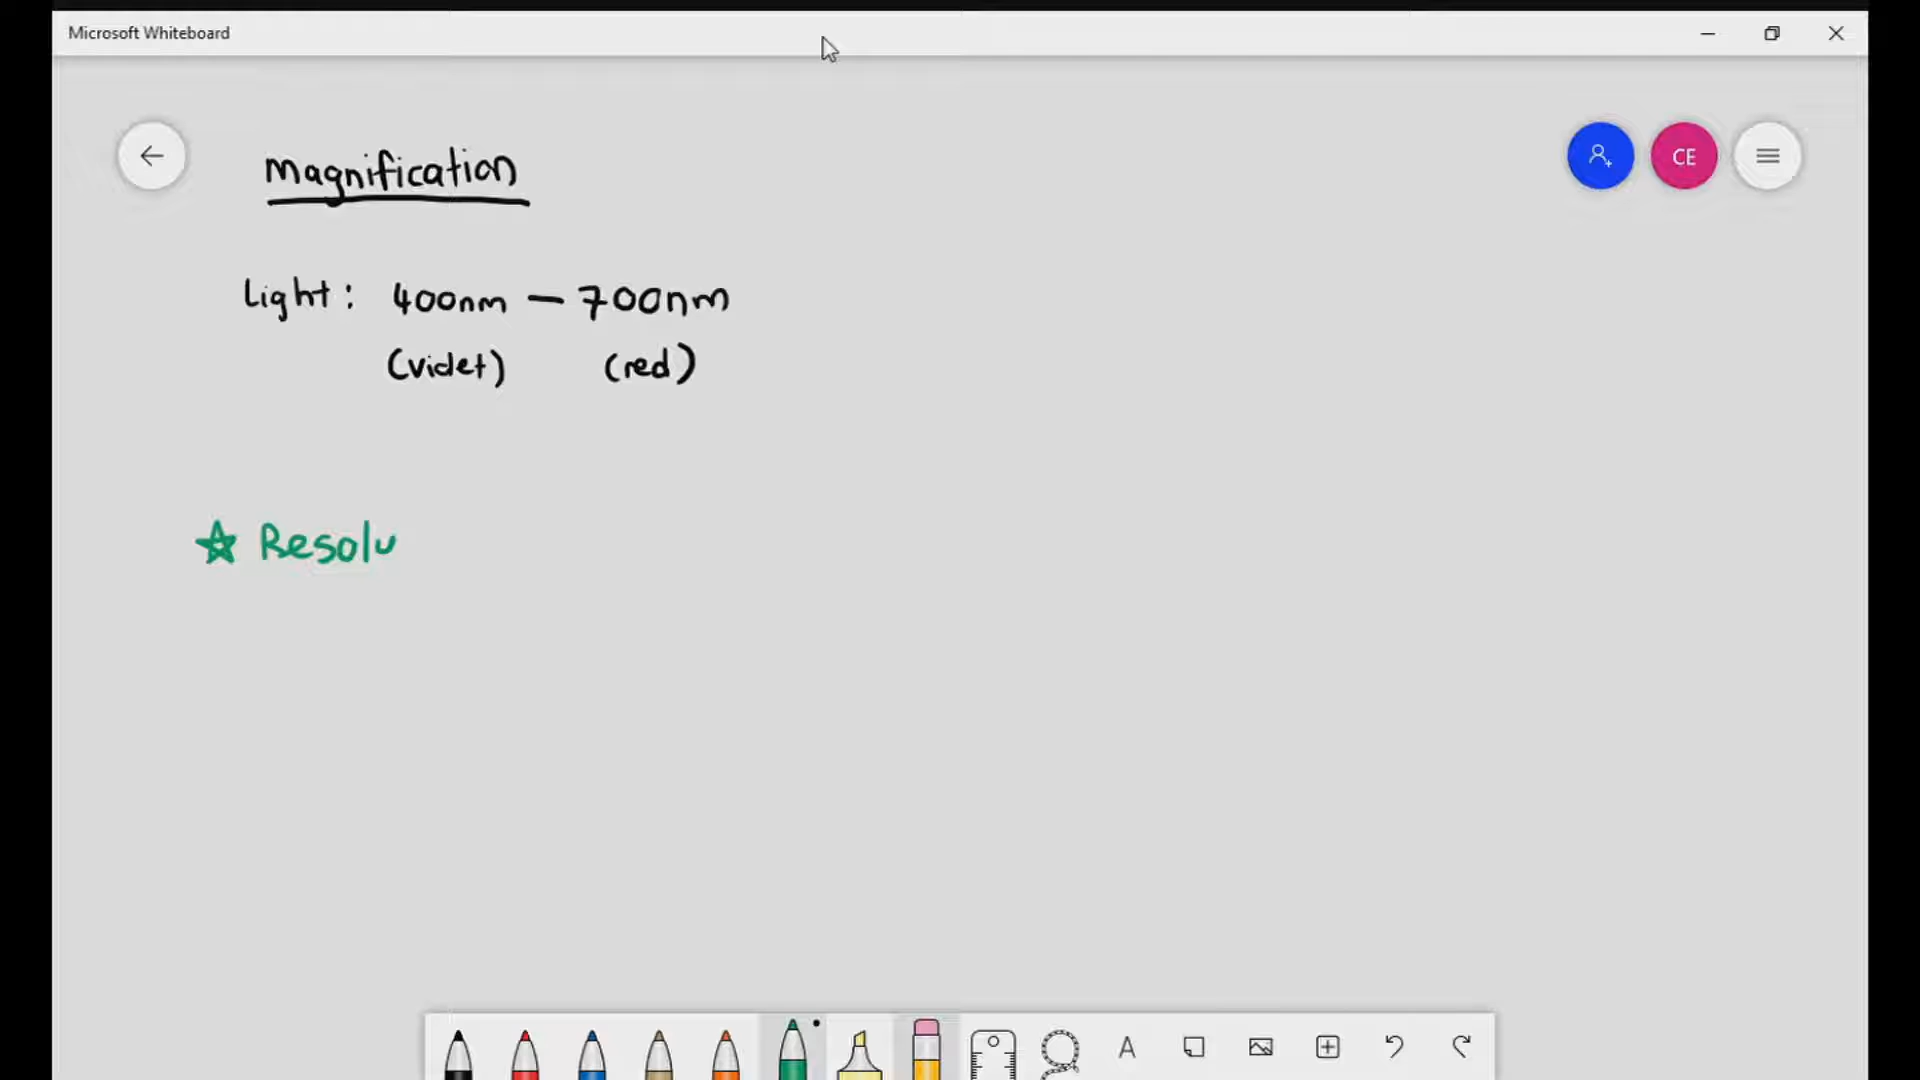 Microsoft Whiteboard
CE
Magnification
Light: 400nm — 700nm
(violet) (red)
☆ Resolu
A